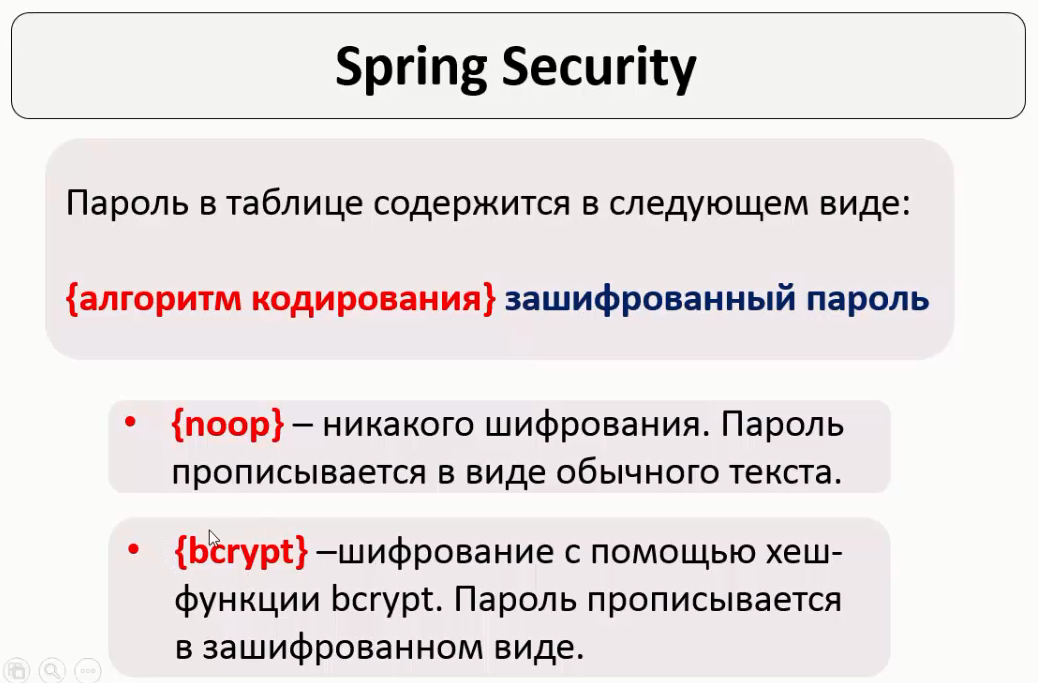 Spring Security
Пароль в таблице содержится в следующем виде:
{алгоритм кодирования} зашифрованный пароль
• {noop} – никакого шифрования. Пароль
прописывается в виде обычного текста.
• {bcrypt} –шифрование с помощью хеш-
функции bcrypt. Пароль прописывается
в зашифрованном виде.